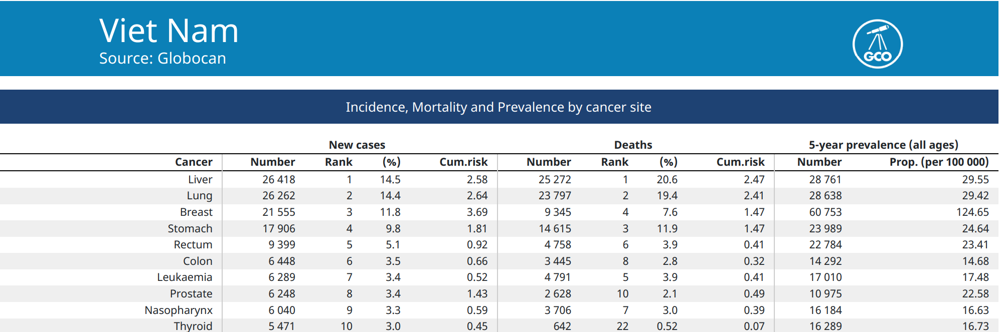 Viet Nam
Source: Globocan
GCO
Incidence, Mortality and Prevalence by cancer site
New cases Deaths 5-year prevalence (all ages)
Cancer Number Rank (%) Cum.risk Number Rank (%) Cum.risk Number Prop. (per 100 000)
Liver 26 418 1 14.5 2.58 25 272 1 20.6 2.47 28 761 29.55
Lung 26 262 2 14.4 2.64 23 797 2 19.4 2.41 28 638 29.42
Breast 21 555 3 11.8 3.69 9 345 4 7.6 1.47 60 753 124.65
Stomach 17 906 4 9.8 1.81 14 615 3 11.9 1.47 23 989 24.64
Rectum 9 399 5 5.1 0.92 4 758 6 3.9 0.41 22 784 23.41
Colon 6 448 6 3.5 0.66 3 445 8 2.8 0.32 14 292 14.68
Leukaemia 6 289 7 3.4 0.52 4 791 5 3.9 0.41 17 010 17.48
Prostate 6 248 8 3.4 1.43 2 628 10 2.1 0.49 10 975 22.58
Nasopharynx 6 040 9 3.3 0.59 3 706 7 3.0 0.39 16 184 16.63
Thyroid 5 471 10 3.0 0.45 642 22 0.52 0.07 16 289 16.73